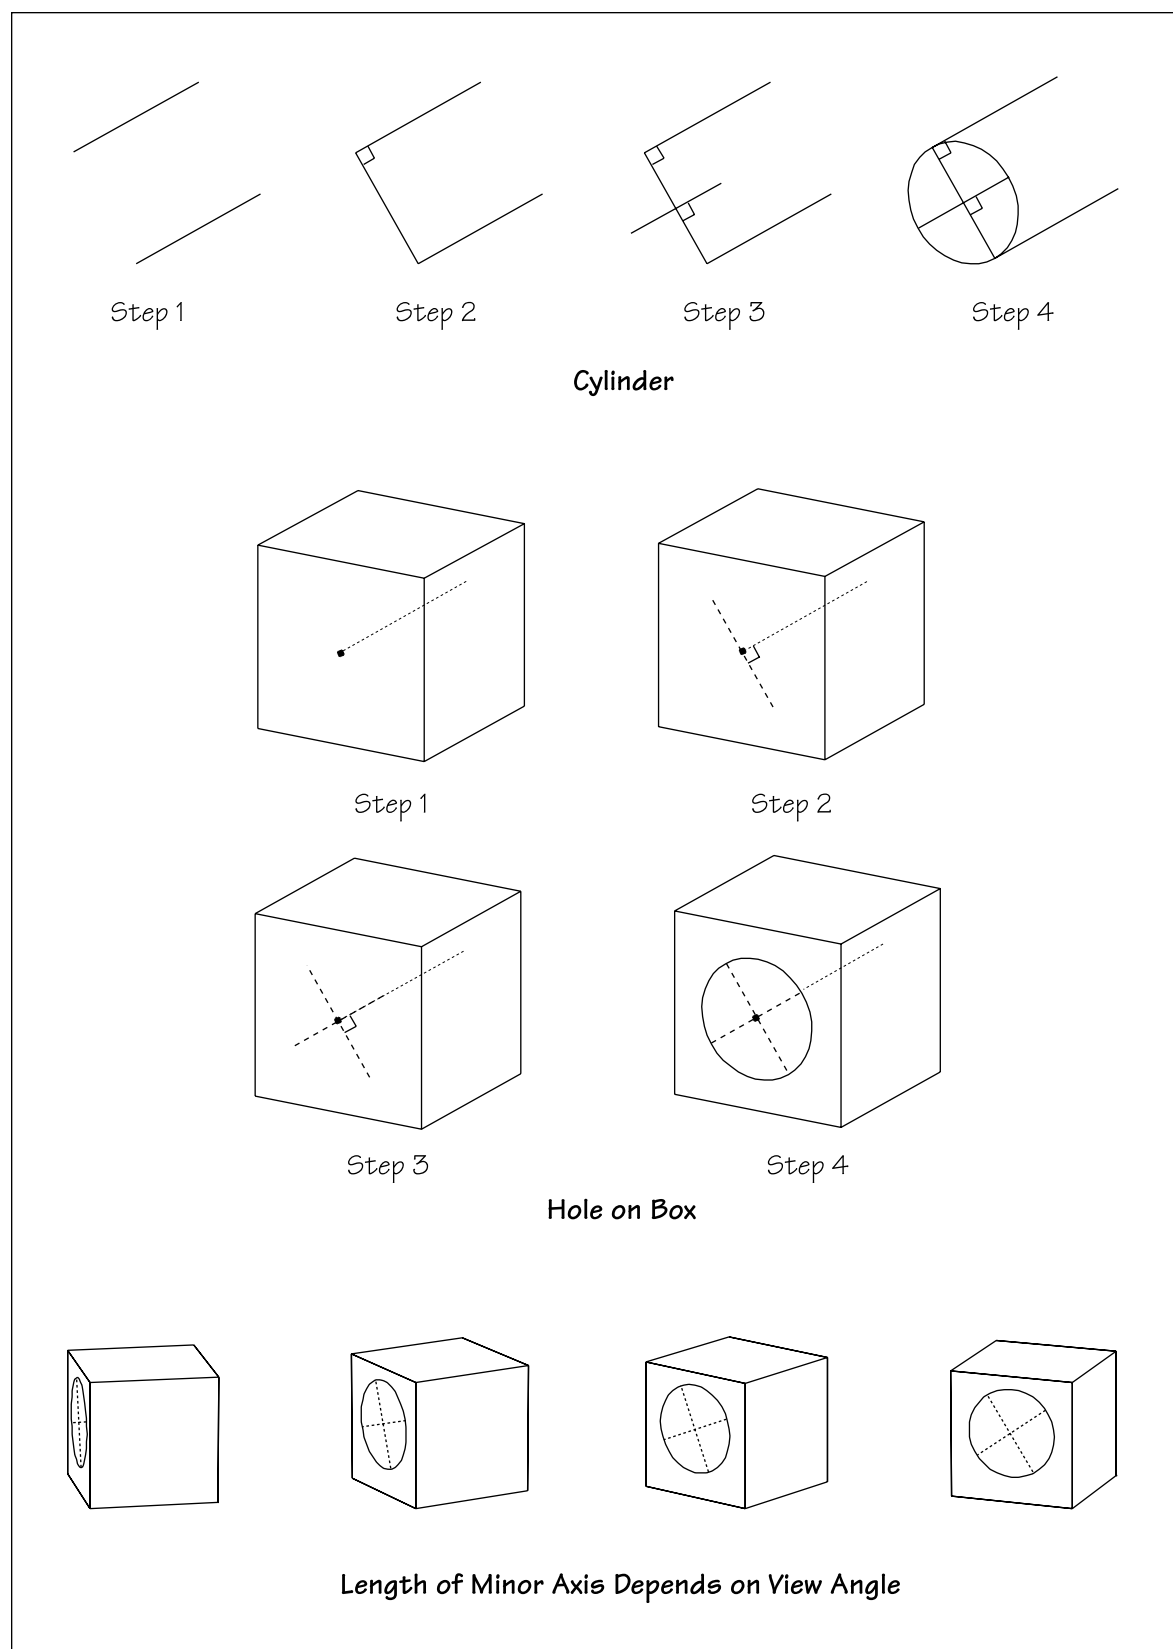 Step 1 Step 2 Step 3 Step 4
Cylinder
Step 1 Step 2
Step 3 Step 4
Hole on Box
Length of Minor Axis Depends on View Angle